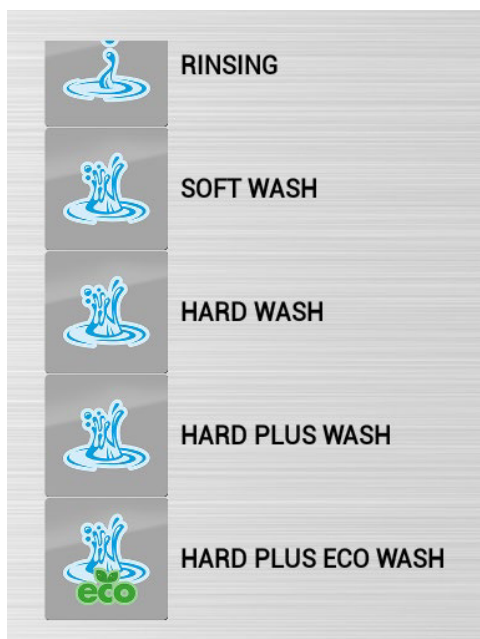 RINSING
SOFT WASH
HARD WASH
HARD PLUS WASH
HARD PLUS ECO WASH
eco